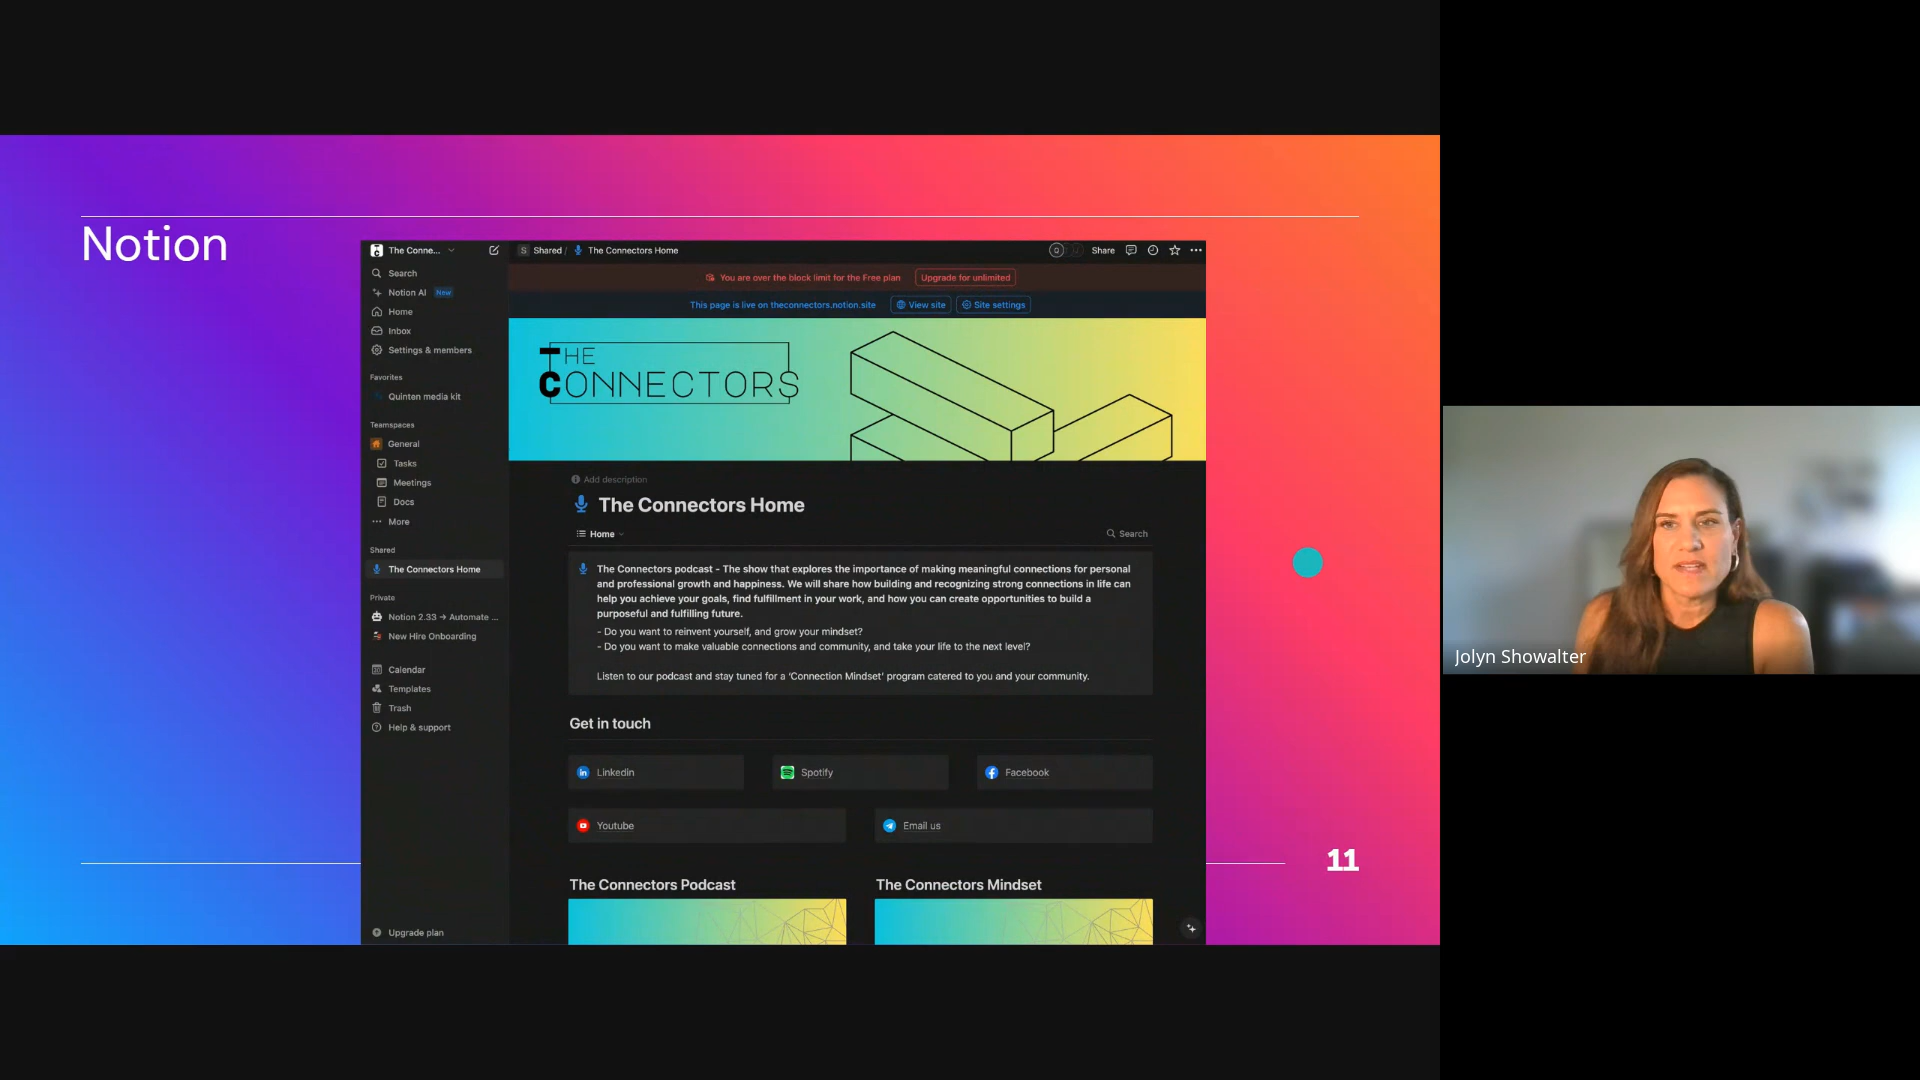 Notion
The Conne...
Search
Notion AI New
Home
Inbox
Settings & members
Favorites
Quinten media kit
Teamspaces
General
Tasks
Meetings
Docs
More
Shared
The Connectors Home
Private
Notion 2.33 → Automate ...
New Hire Onboarding
Calendar
Templates
Trash
Help & support
Upgrade plan
S Shared / The Connectors Home
Share
You are over the block limit for the Free plan Upgrade for unlimited
This page is live on theconnectors.notion.site View site Site settings
THE
CONNECTORS
Add description
The Connectors Home
Home Search
The Connectors podcast - The show that explores the importance of making meaningful connections for personal
and professional growth and happiness. We will share how building and recognizing strong connections in life can
help you achieve your goals, find fulfillment in your work, and how you can create opportunities to build a
purposeful and fulfilling future.
- Do you want to reinvent yourself, and grow your mindset?
- Do you want to make valuable connections and community, and take your life to the next level?
Listen to our podcast and stay tuned for a ‘Connection Mindset’ program catered to you and your community.
Get in touch
Linkedin Spotify Facebook
Youtube Email us
The Connectors Podcast The Connectors Mindset
11
Jolyn Showalter